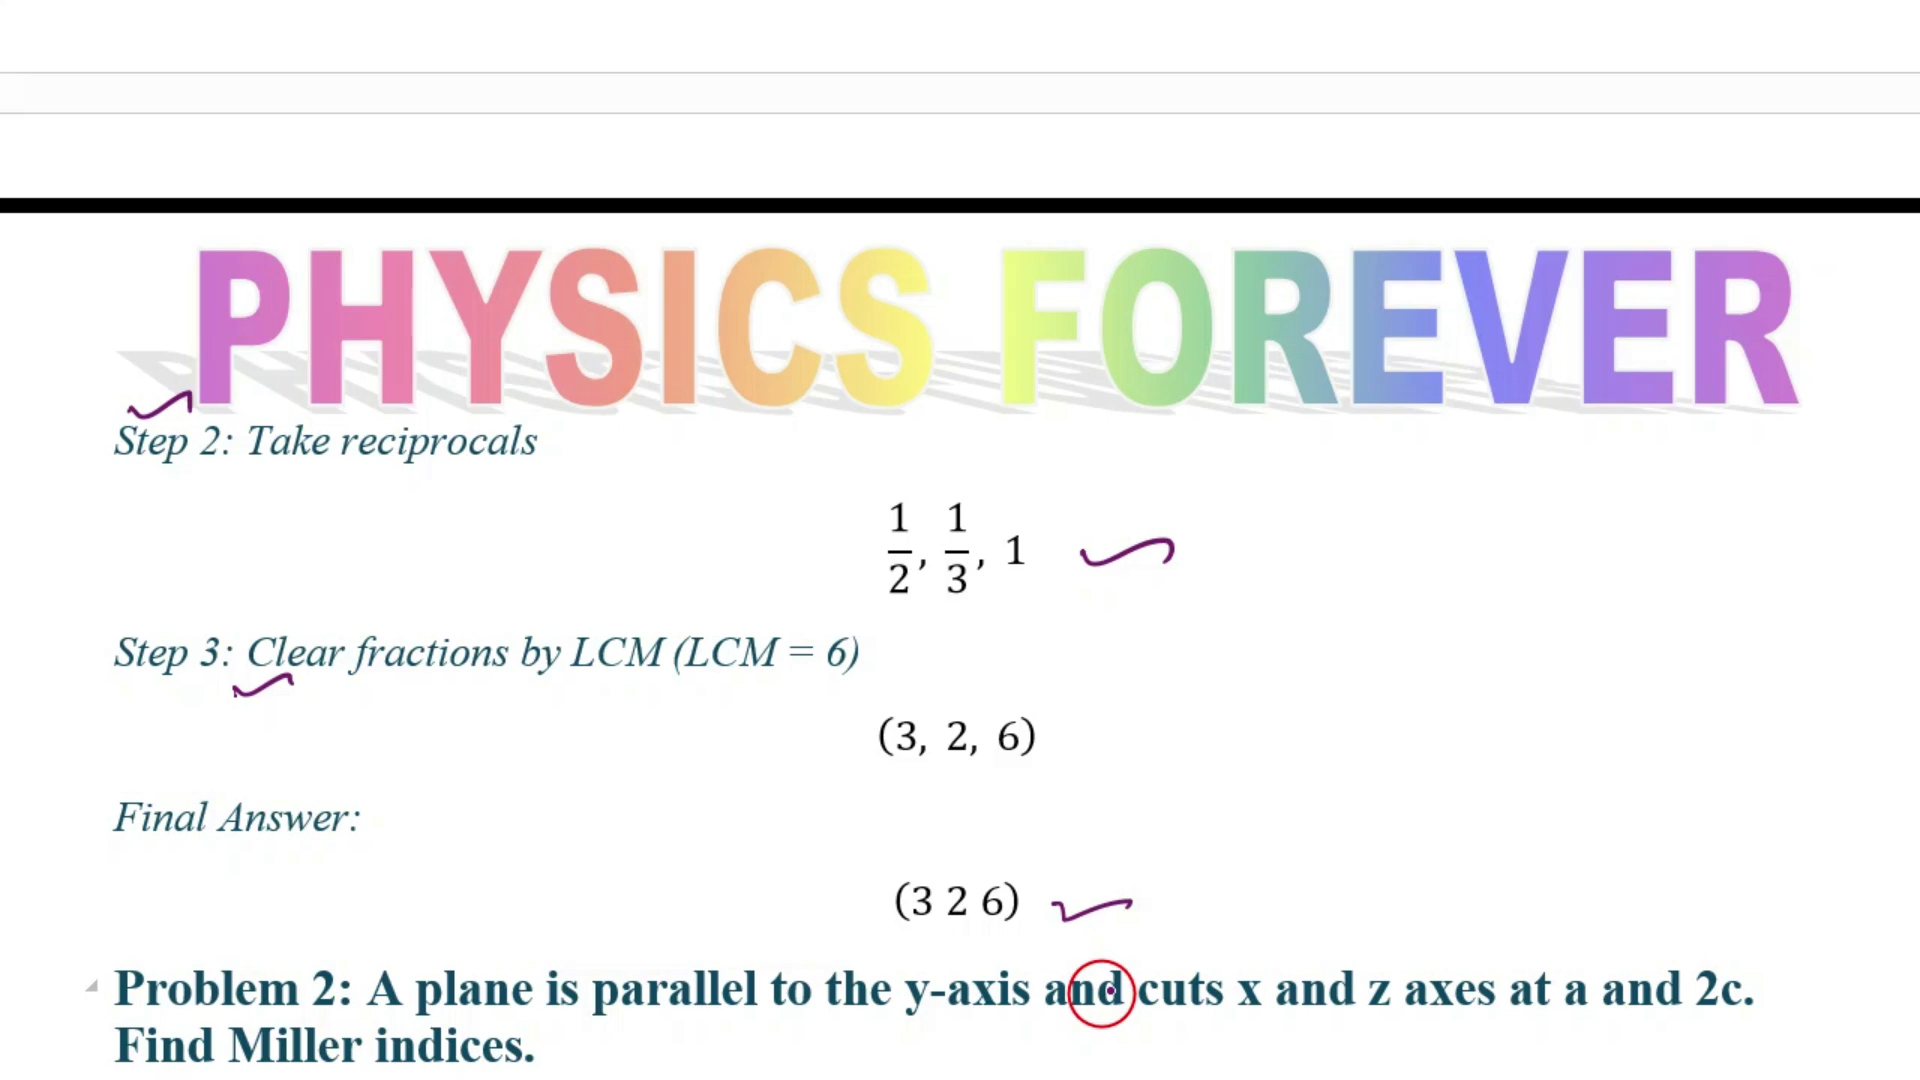 PHYSICS FOREVER
Step 2: Take reciprocals
1/2, 1/3, 1
Step 3: Clear fractions by LCM (LCM = 6)
(3, 2, 6)
Final Answer:
(3 2 6)
Problem 2: A plane is parallel to the y-axis and cuts x and z axes at a and 2c.
Find Miller indices.